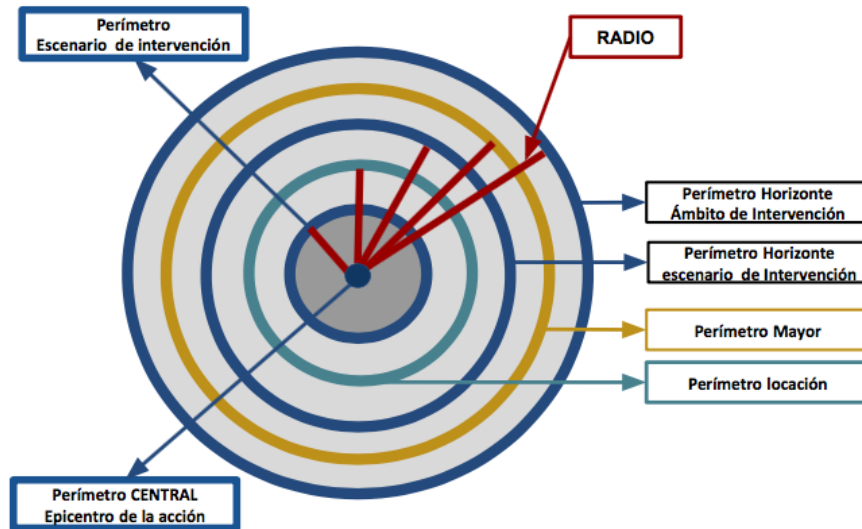 Perímetro
Escenario de intervención
RADIO
Perímetro Horizonte
Ámbito de Intervención
Perímetro Horizonte
escenario de Intervención
Perímetro Mayor
Perímetro locación
Perímetro CENTRAL
Epicentro de la acción